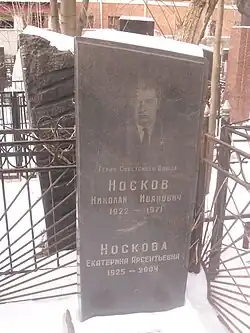 Герой Советского Союза
Носков
Николай Иванович
1922 – 1971
Носкова
Екатерина Арсентьевна
1925 – 2004